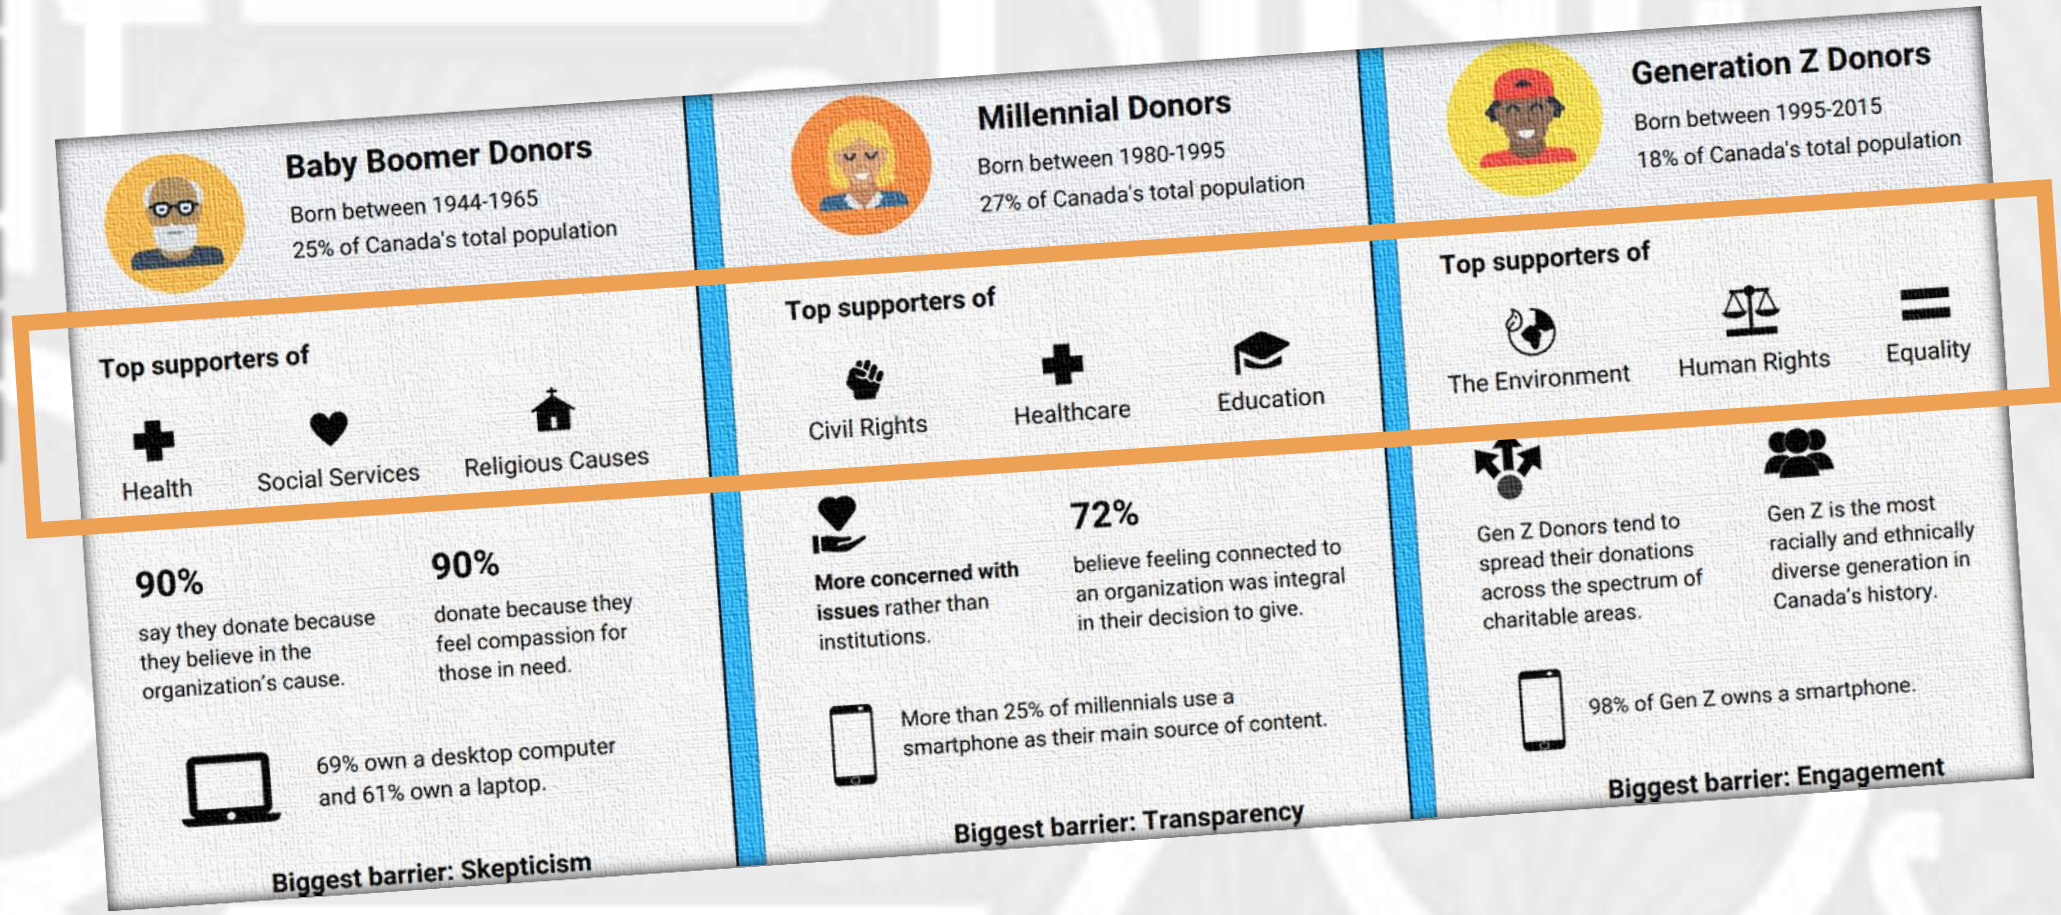 Baby Boomer Donors
Born between 1944-1965
25% of Canada's total population
Top supporters of
Health
Social Services
Religious Causes
90%
say they donate because
they believe in the
organization's cause.
90%
donate because they
feel compassion for
those in need.
69% own a desktop computer
and 61% own a laptop.
Biggest barrier: Skepticism
Millennial Donors
Born between 1980-1995
27% of Canada's total population
Top supporters of
Civil Rights
Healthcare
Education
More concerned with
issues rather than
institutions.
72%
believe feeling connected to
an organization was integral
in their decision to give.
More than 25% of millennials use a
smartphone as their main source of content.
Biggest barrier: Transparency
Generation Z Donors
Born between 1995-2015
18% of Canada's total population
Top supporters of
The Environment
Human Rights
Equality
Gen Z Donors tend to
spread their donations
across the spectrum of
charitable areas.
Gen Z is the most
racially and ethnically
diverse generation in
Canada's history.
98% of Gen Z owns a smartphone.
Biggest barrier: Engagement